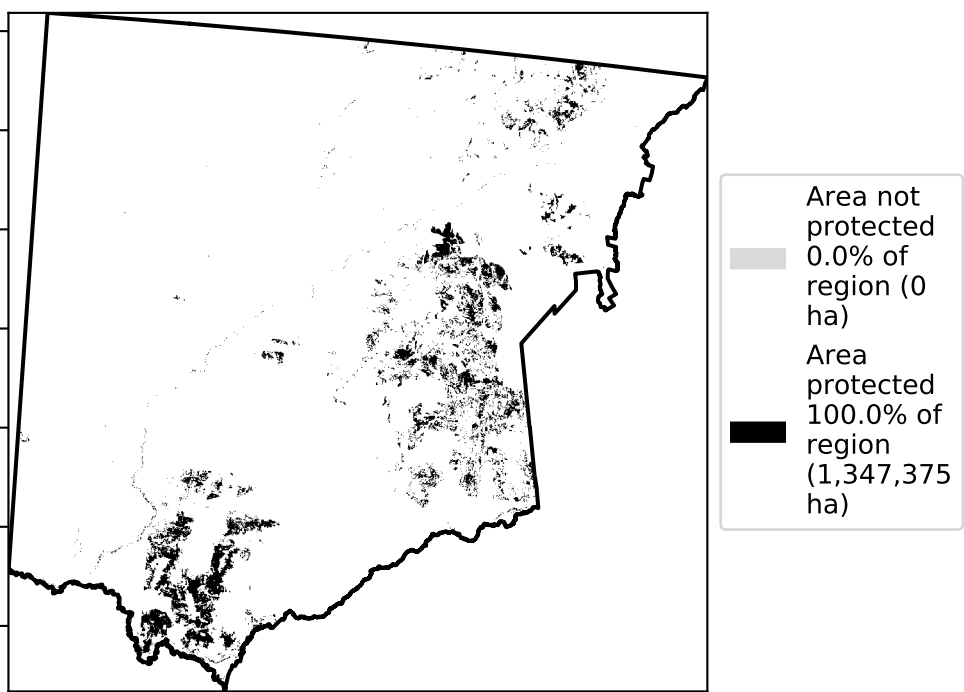 Area not
protected
0.0% of
region (0
ha)
Area
protected
100.0% of
region
(1,347,375
ha)